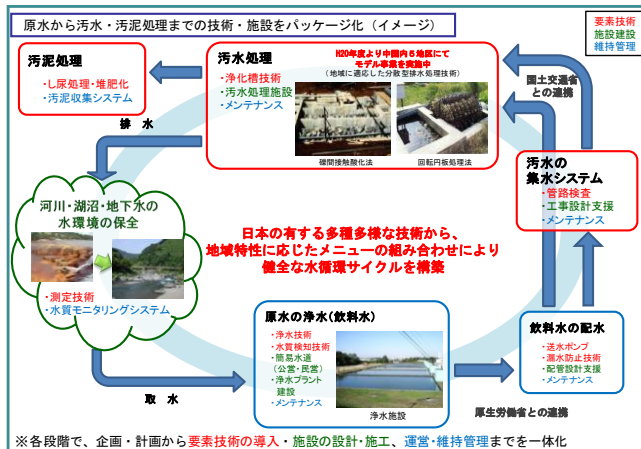 原水から汚水・汚泥処理までの技術・施設をパッケージ化（イメージ）
要素技術
施設建設
維持管理
汚泥処理
・し尿処理・堆肥化
・汚泥収集システム
汚水処理
・浄化槽技術
・汚水処理施設
・メンテナンス
H20年度より中国内５地区にて
モデル事業を実施中
（地域に適応した分散型排水処理技術）
礫間接触酸化法
回転円板処理法
国土交通省
との連携
排 水
汚水の
集水システム
・管路検査
・工事設計支援
・メンテナンス
河川・湖沼・地下水の
水環境の保全
・測定技術
・水質モニタリングシステム
日本の有する多種多様な技術から、
地域特性に応じたメニューの組み合わせにより
健全な水循環サイクルを構築
原水の浄水（飲料水）
・浄水技術
・水質検知技術
・簡易水道
（公営・民営）
・浄水プラント
建設
・メンテナンス
浄水施設
飲料水の配水
・送水ポンプ
・漏水防止技術
・配管設計支援
・メンテナンス
取 水
厚生労働省との連携
※各段階で、企画・計画から要素技術の導入・施設の設計・施工、運営・維持管理までを一体化